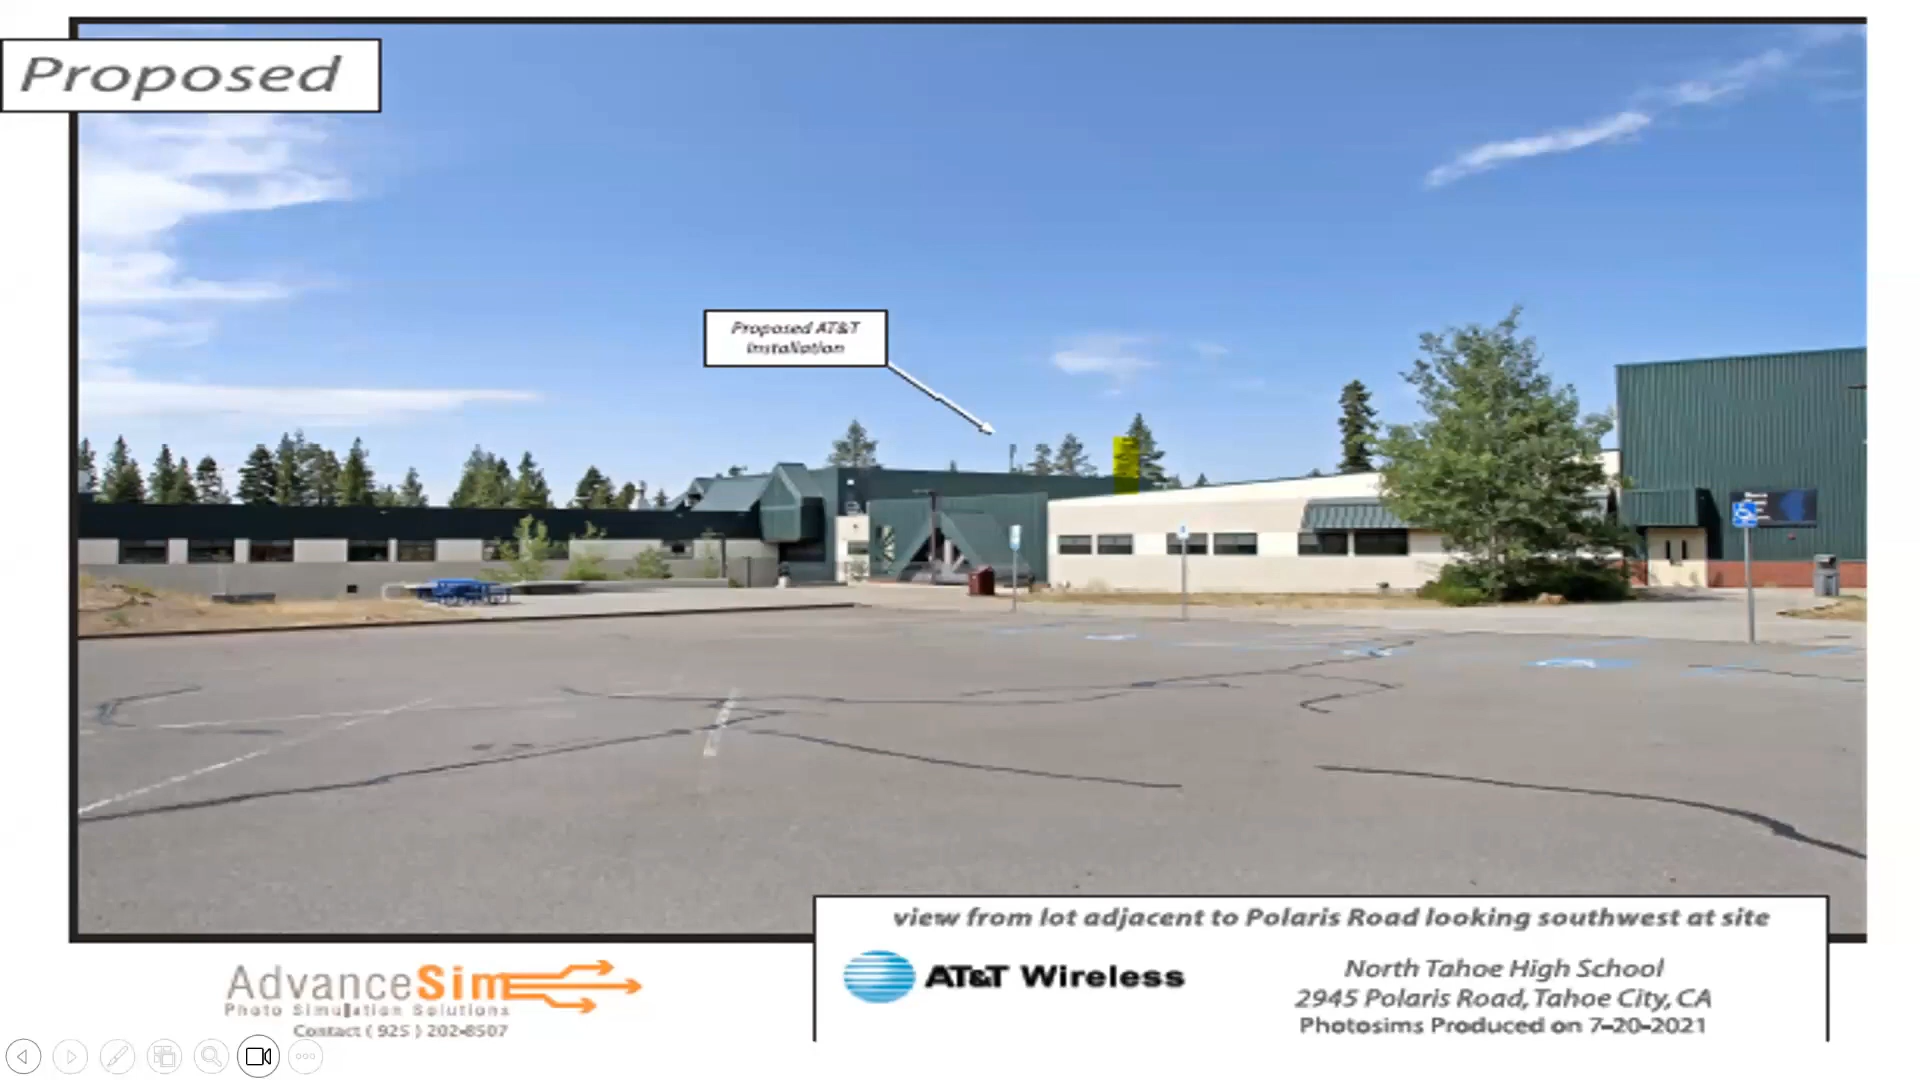 Proposed
Proposed AT&T
Installation
view from lot adjacent to Polaris Road looking southwest at site
AT&T Wireless
North Tahoe High School
2945 Polaris Road, Tahoe City, CA
Photosims Produced on 7-20-2021
AdvanceSim
Photo Simulation Solutions
Contact ( 925 ) 202-8507